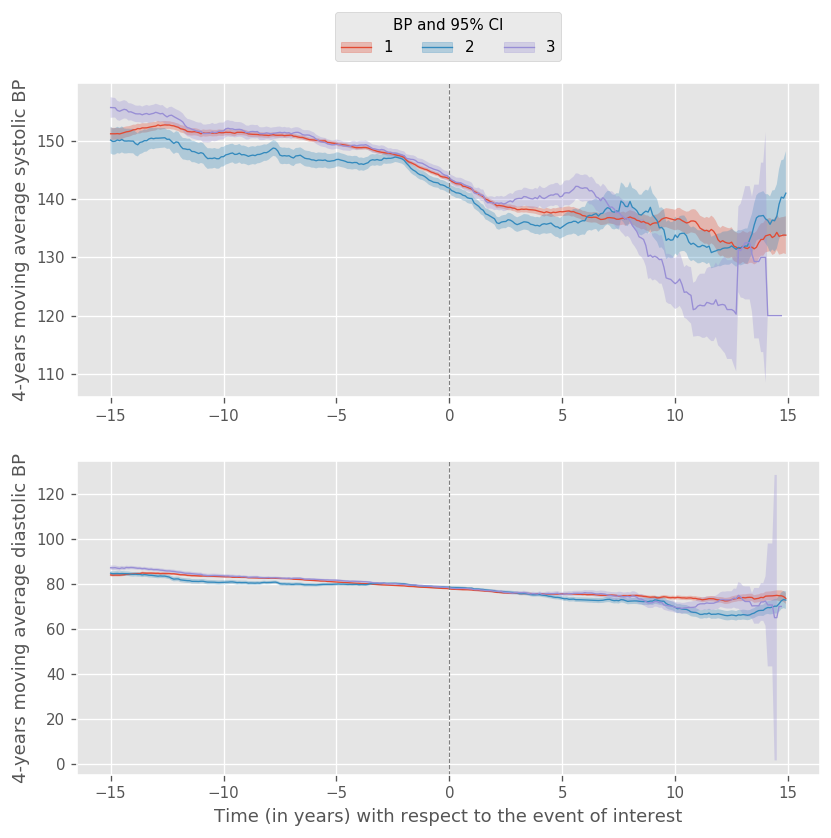 BP and 95% CI
1 2 3
4-years moving average systolic BP
150
140
130
120
110
−15 −10 −5 0 5 10 15
4-years moving average diastolic BP
120
100
80
60
40
20
0
−15 −10 −5 0 5 10 15
Time (in years) with respect to the event of interest